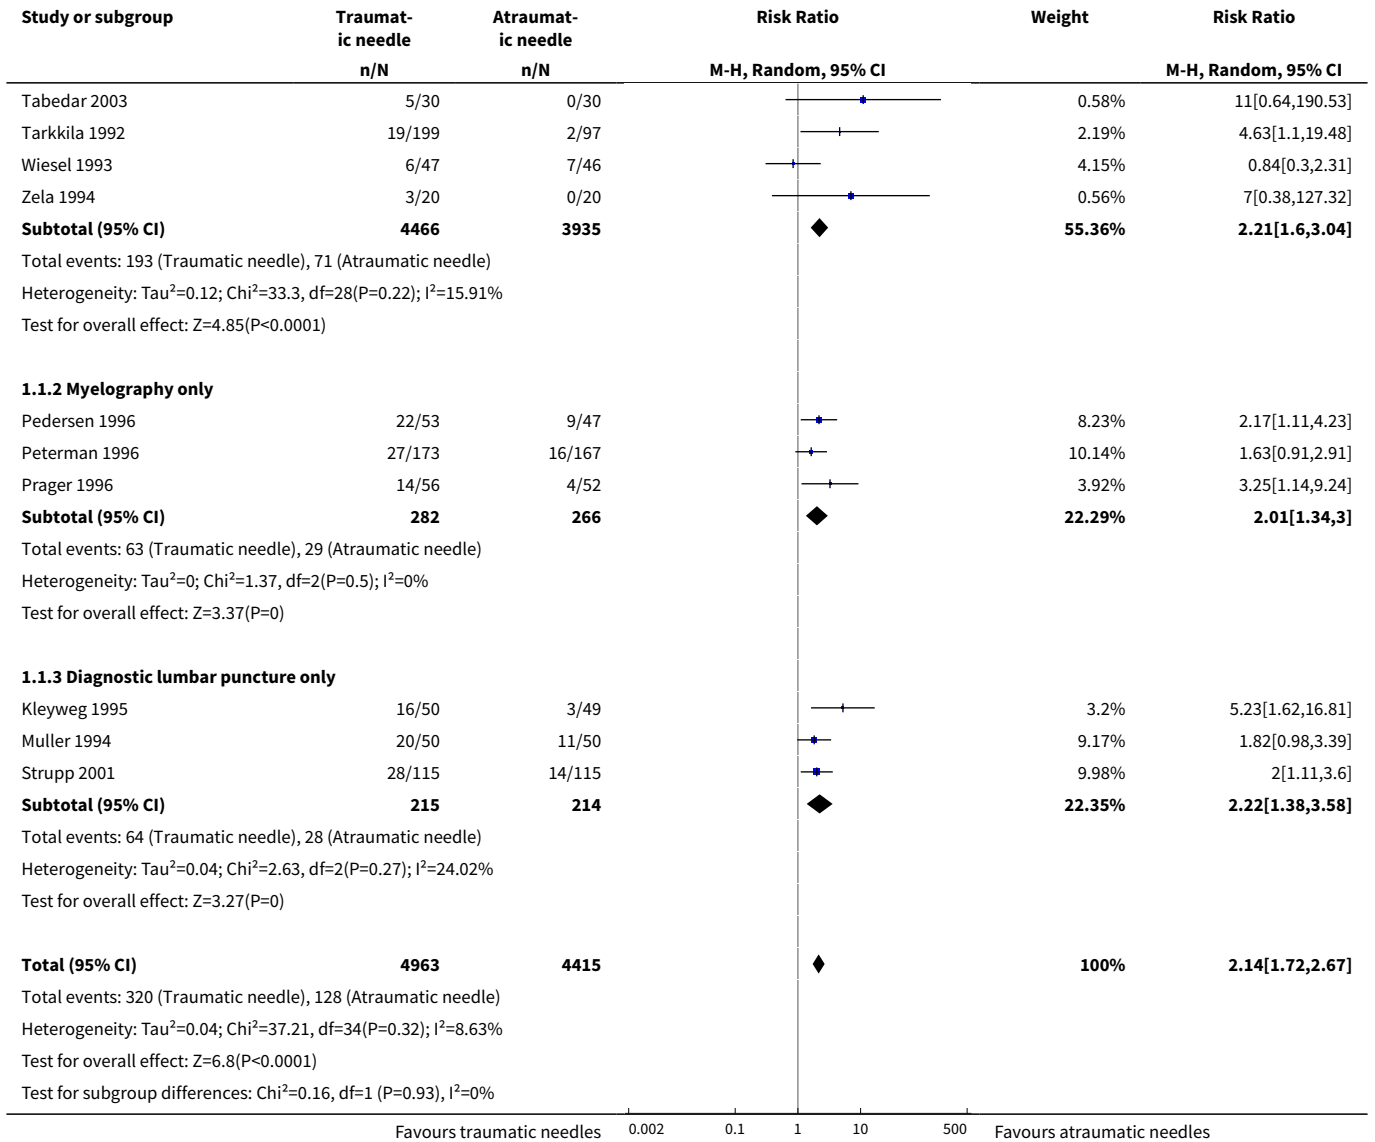 Study or subgroup Traumat- Atraumat- Risk Ratio Weight Risk Ratio
ic needle ic needle
n/N n/N M-H, Random, 95% CI M-H, Random, 95% CI
Tabedar 2003 5/30 0/30 0.58% 11[0.64,190.53]
Tarkkila 1992 19/199 2/97 2.19% 4.63[1.1,19.48]
Wiesel 1993 6/47 7/46 4.15% 0.84[0.3,2.31]
Zela 1994 3/20 0/20 0.56% 7[0.38,127.32]
Subtotal (95% CI) 4466 3935 55.36% 2.21[1.6,3.04]
Total events: 193 (Traumatic needle), 71 (Atraumatic needle)
Heterogeneity: Tau²=0.12; Chi²=33.3, df=28(P=0.22); I²=15.91%
Test for overall effect: Z=4.85(P<0.0001)
1.1.2 Myelography only
Pedersen 1996 22/53 9/47 8.23% 2.17[1.11,4.23]
Peterman 1996 27/173 16/167 10.14% 1.63[0.91,2.91]
Prager 1996 14/56 4/52 3.92% 3.25[1.14,9.24]
Subtotal (95% CI) 282 266 22.29% 2.01[1.34,3]
Total events: 63 (Traumatic needle), 29 (Atraumatic needle)
Heterogeneity: Tau²=0; Chi²=1.37, df=2(P=0.5); I²=0%
Test for overall effect: Z=3.37(P=0)
1.1.3 Diagnostic lumbar puncture only
Kleyweg 1995 16/50 3/49 3.2% 5.23[1.62,16.81]
Muller 1994 20/50 11/50 9.17% 1.82[0.98,3.39]
Strupp 2001 28/115 14/115 9.98% 2[1.11,3.6]
Subtotal (95% CI) 215 214 22.35% 2.22[1.38,3.58]
Total events: 64 (Traumatic needle), 28 (Atraumatic needle)
Heterogeneity: Tau²=0.04; Chi²=2.63, df=2(P=0.27); I²=24.02%
Test for overall effect: Z=3.27(P=0)
Total (95% CI) 4963 4415 100% 2.14[1.72,2.67]
Total events: 320 (Traumatic needle), 128 (Atraumatic needle)
Heterogeneity: Tau²=0.04; Chi²=37.21, df=34(P=0.32); I²=8.63%
Test for overall effect: Z=6.8(P<0.0001)
Test for subgroup differences: Chi²=0.16, df=1 (P=0.93), I²=0%
Favours traumatic needles 0.002 0.1 1 10 500 Favours atraumatic needles